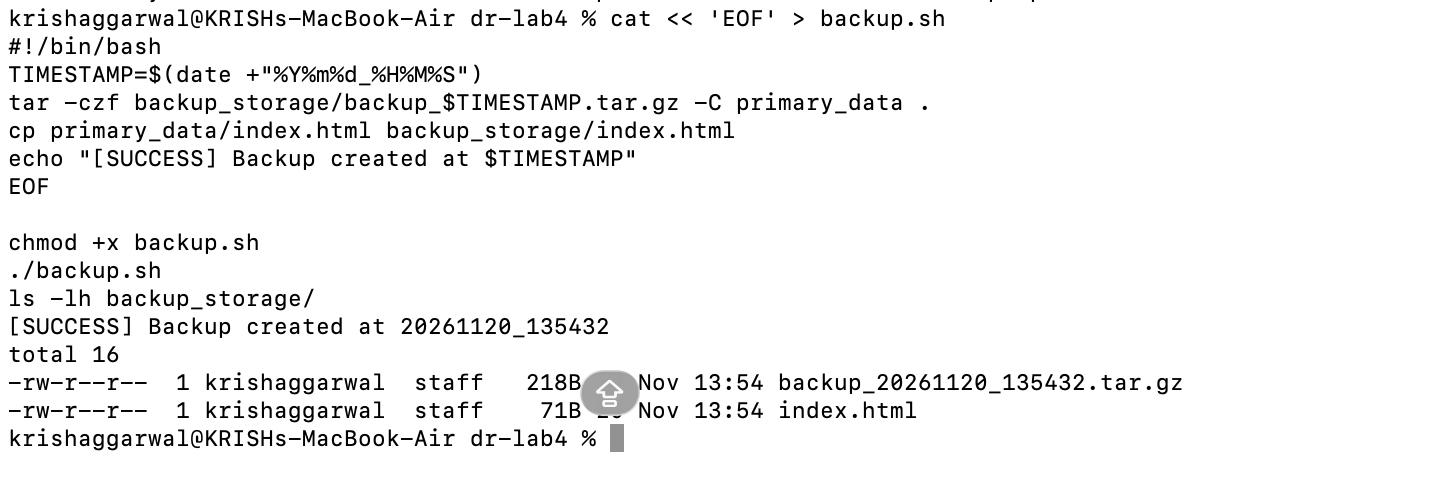 krishaggarwal@KRISHs-MacBook-Air dr-lab4 % cat << 'EOF' > backup.sh
#!/bin/bash
TIMESTAMP=$(date +"%Y%m%d_%H%M%S")
tar -czf backup_storage/backup_$TIMESTAMP.tar.gz -C primary_data .
cp primary_data/index.html backup_storage/index.html
echo "[SUCCESS] Backup created at $TIMESTAMP"
EOF
chmod +x backup.sh
./backup.sh
ls -lh backup_storage/
[SUCCESS] Backup created at 20261120_135432
total 16
-rw-r--r-- 1 krishaggarwal staff 218B Nov 13:54 backup_20261120_135432.tar.gz
-rw-r--r-- 1 krishaggarwal staff 71B Nov 13:54 index.html
krishaggarwal@KRISHs-MacBook-Air dr-lab4 %